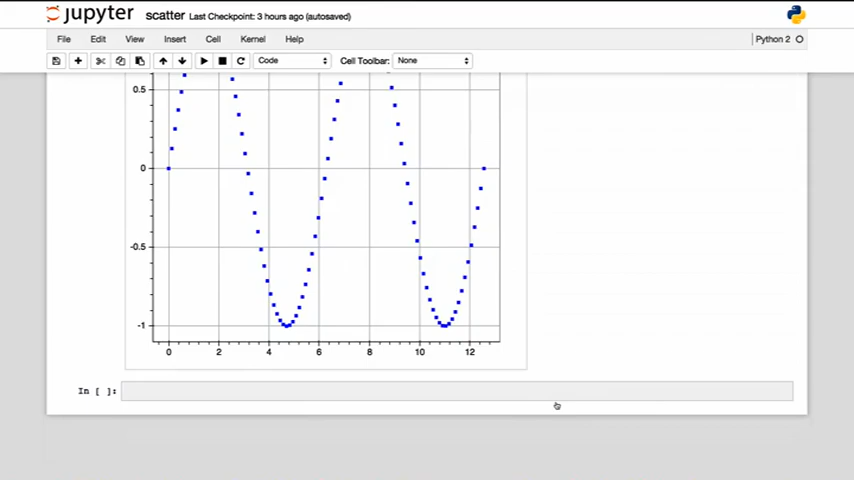 jupyter scatter Last Checkpoint: 3 hours ago (autosaved)
File Edit View Insert Cell Kernel Help Python 2
Code Cell Toolbar: None
0.5
0
-0.5
-1
0 2 4 6 8 10 12
In [ ]: